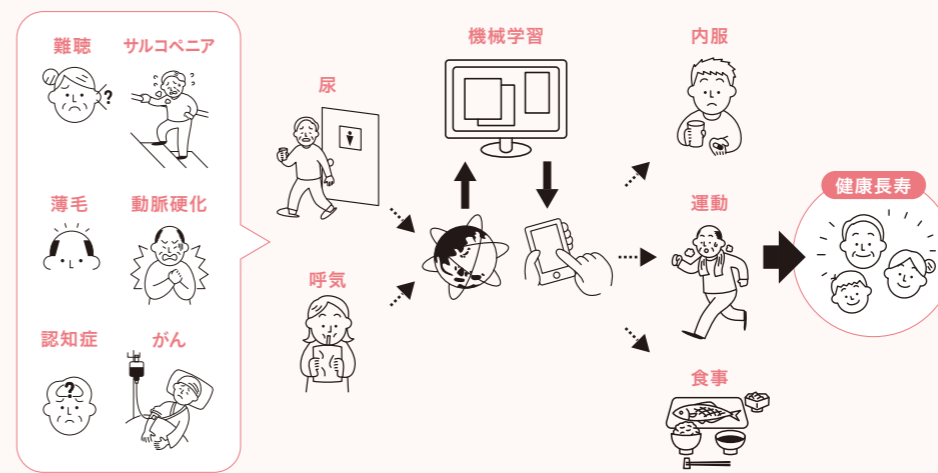 難聴
サルコペニア
?
薄毛
動脈硬化
認知症
?
がん
尿
呼気
機械学習
内服
運動
食事
健康長寿